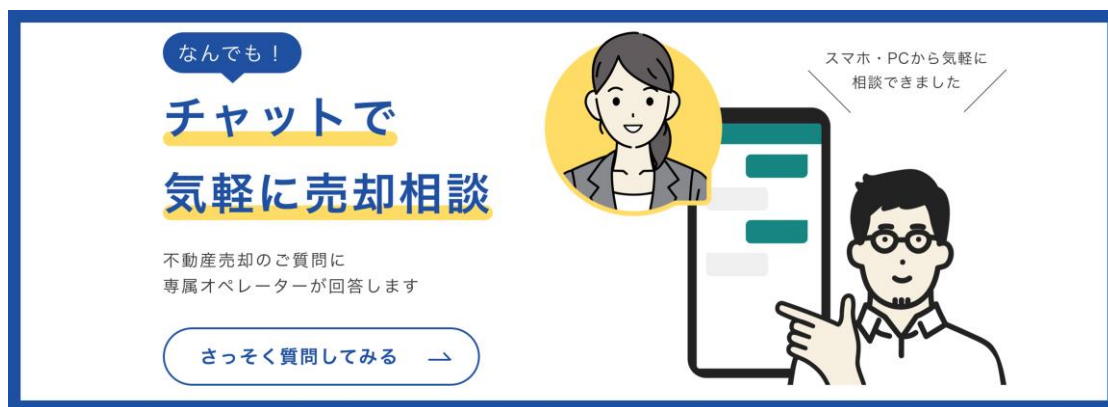 なんでも！
チャットで
気軽に売却相談
不動産売却のご質問に
専属オペレーターが回答します
さっそく質問してみる
スマホ・PCから気軽に
相談できました